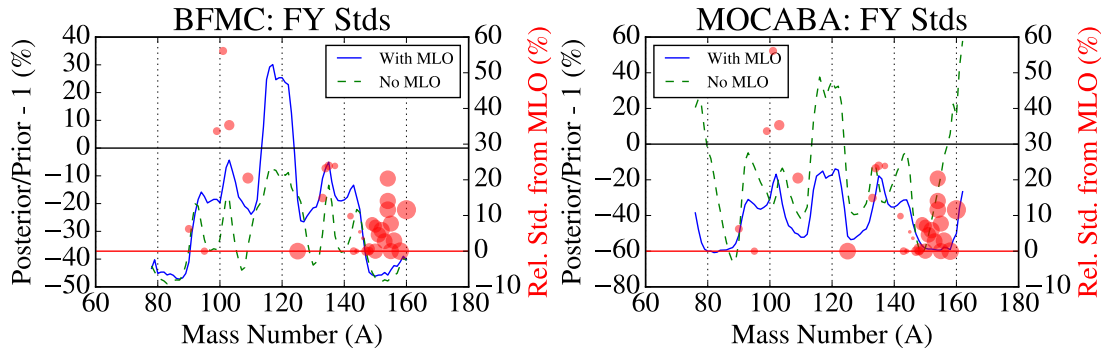 BFMC: FY Stds
MOCABA: FY Stds
40
30
20
10
0
−10
−20
−30
−40
−50
Posterior/Prior - 1 (%)
With MLO
No MLO
60
50
40
30
20
10
0
−10
Rel. Std. from MLO (%)
60 80 100 120 140 160 180
Mass Number (A)
60
40
20
0
−20
−40
−60
−80
Posterior/Prior - 1 (%)
With MLO
No MLO
60
50
40
30
20
10
0
−10
Rel. Std. from MLO (%)
60 80 100 120 140 160 180
Mass Number (A)